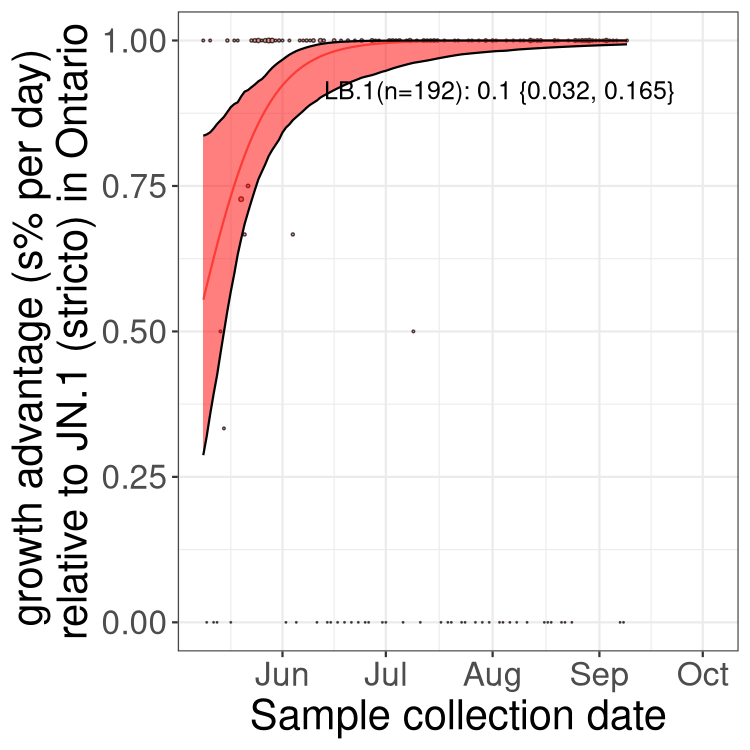 growth advantage (s% per day)
relative to JN.1 (stricto) in Ontario
1.00
0.75
0.50
0.25
0.00
LB.1(n=192): 0.1 {0.032, 0.165}
Jun Jul Aug Sep Oct
Sample collection date